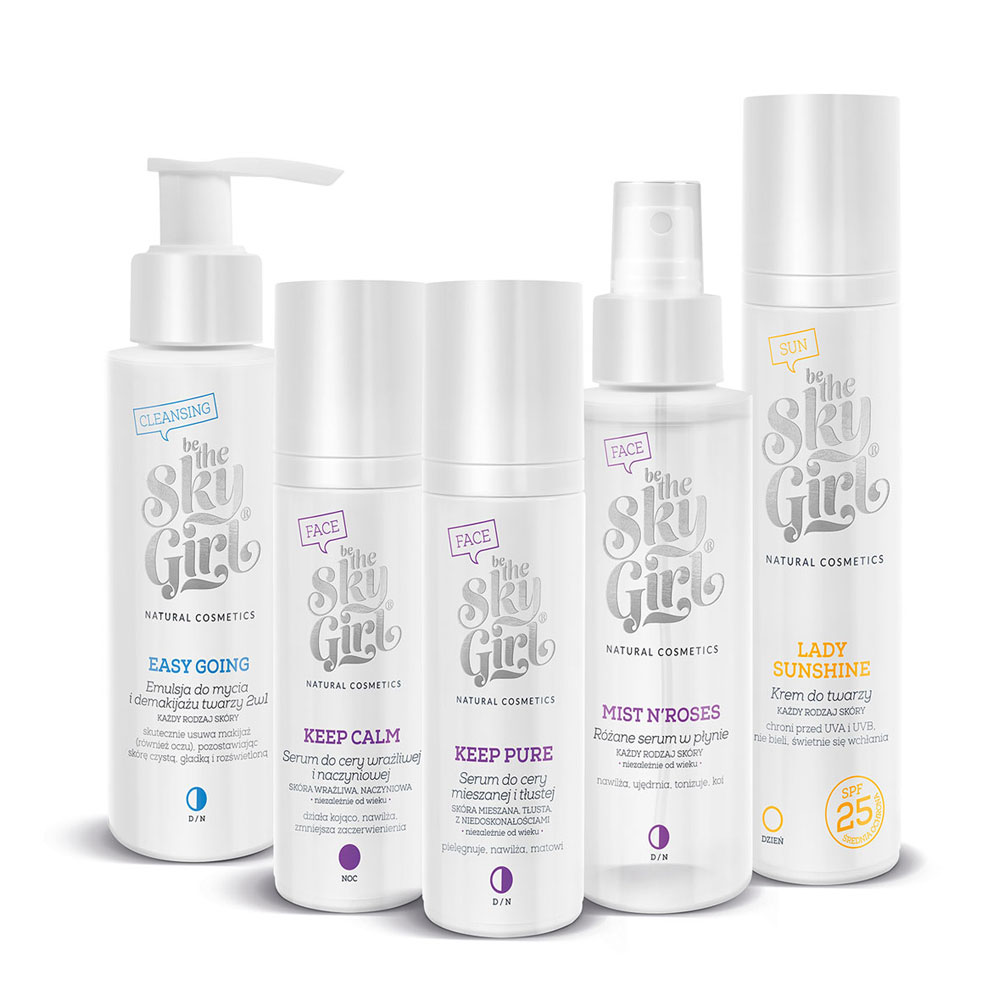 CLEANSING
be
the
Sky
Girl®
NATURAL COSMETICS
EASY GOING
Emulsja do mycia
i demakijażu twarzy 2w1
KAŻDY RODZAJ SKÓRY
skutecznie usuwa makijaż
(również oczu), pozostawiając
skórę czystą, gładką i rozświetloną
D/N
FACE
be
the
Sky
Girl®
NATURAL COSMETICS
KEEP CALM
Serum do cery wrażliwej
i naczyniowej
SKÓRA WRAŻLIWA, NACZYNIOWA
• niezależnie od wieku •
działa kojąco, nawilża,
zmniejsza zaczerwienienia
NOC
FACE
be
the
Sky
Girl®
NATURAL COSMETICS
KEEP PURE
Serum do cery
mieszanej i tłustej
SKÓRA MIESZANA, TŁUSTA,
Z NIEDOSKONAŁOŚCIAMI
• niezależnie od wieku •
pielęgnuje, nawilża, matowi
D/N
FACE
be
the
Sky
Girl®
NATURAL COSMETICS
MIST N'ROSES
Różane serum w płynie
KAŻDY RODZAJ SKÓRY
• niezależnie od wieku •
nawilża, ujędrnia, tonizuje, koi
D/N
SUN
be
the
Sky
Girl®
NATURAL COSMETICS
LADY
SUNSHINE
Krem do twarzy
KAŻDY RODZAJ SKÓRY
chroni przed UVA i UVB,
nie bieli, świetnie się wchłania
DZIEŃ
SPF
25
ŚREDNIA OCHRONA